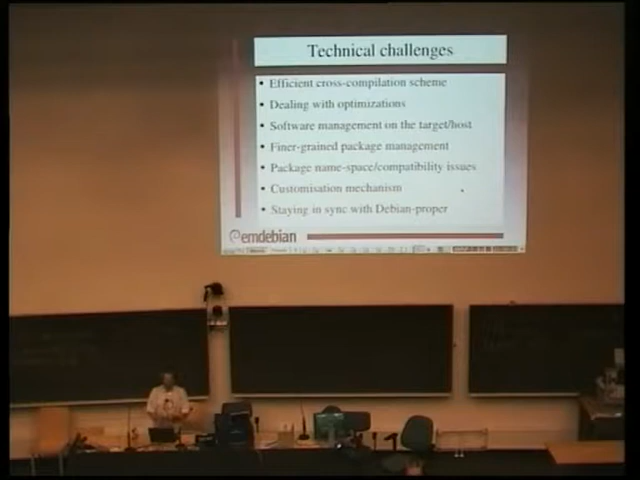 Technical challenges
• Efficient cross-compilation scheme
• Dealing with optimizations
• Software management on the target/host
• Finer-grained package management
• Package name-space/compatibility issues
• Customisation mechanism
• Staying in sync with Debian-proper
emdebian